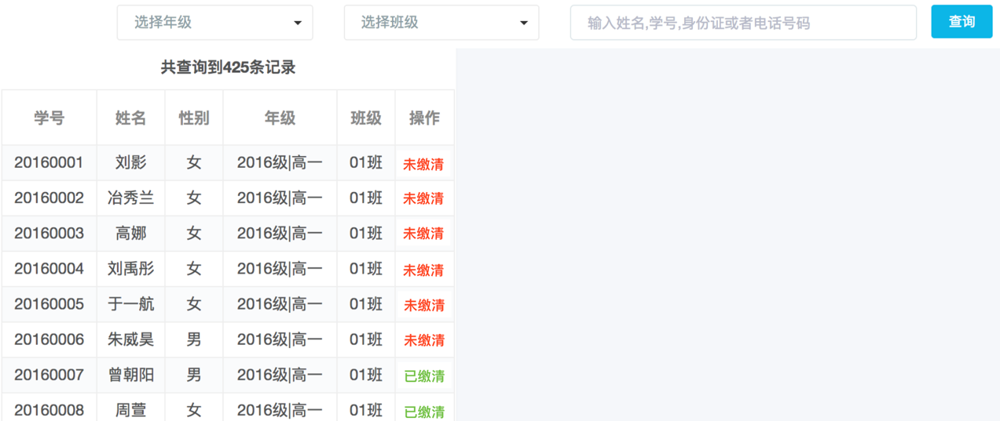 选择年级 选择班级 输入姓名,学号,身份证或者电话号码 查询
共查询到425条记录
学号 姓名 性别 年级 班级 操作
20160001 刘影 女 2016级|高一 01班 未缴清
20160002 冶秀兰 女 2016级|高一 01班 未缴清
20160003 高娜 女 2016级|高一 01班 未缴清
20160004 刘禹彤 女 2016级|高一 01班 未缴清
20160005 于一航 女 2016级|高一 01班 未缴清
20160006 朱威昊 男 2016级|高一 01班 未缴清
20160007 曾朝阳 男 2016级|高一 01班 已缴清
20160008 周萱 女 2016级|高一 01班 已缴清